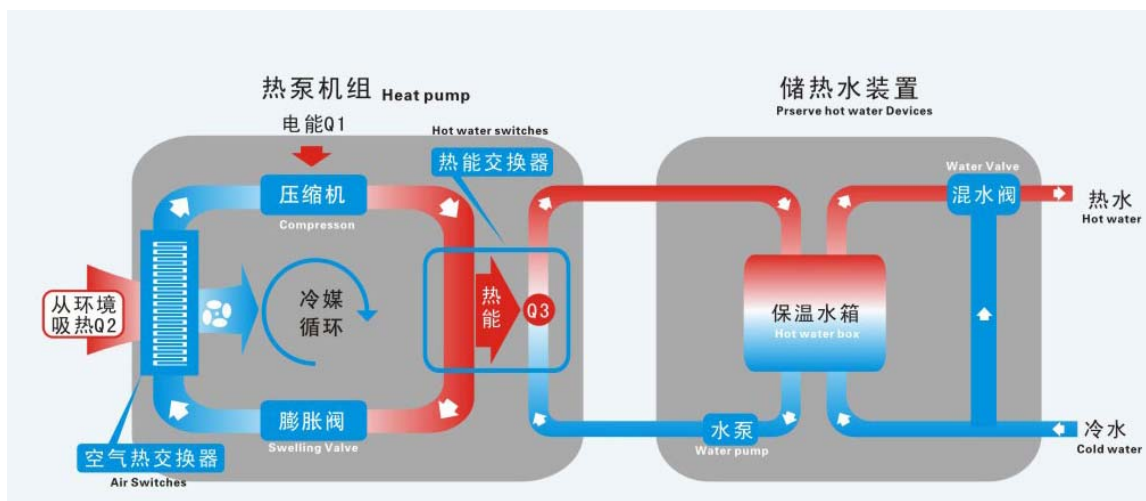 热泵机组 Heat pump
电能Q1
Hot water switches
热能交换器
压缩机
Compresson
从环境
吸热Q2
冷媒
循环
热
能
Q3
膨胀阀
Swelling Valve
空气热交换器
Air Switches
储热水装置
Prserve hot water Devices
Water Valve
混水阀
热水
Hot water
保温水箱
Hot water box
水泵
Water pump
冷水
Cold water